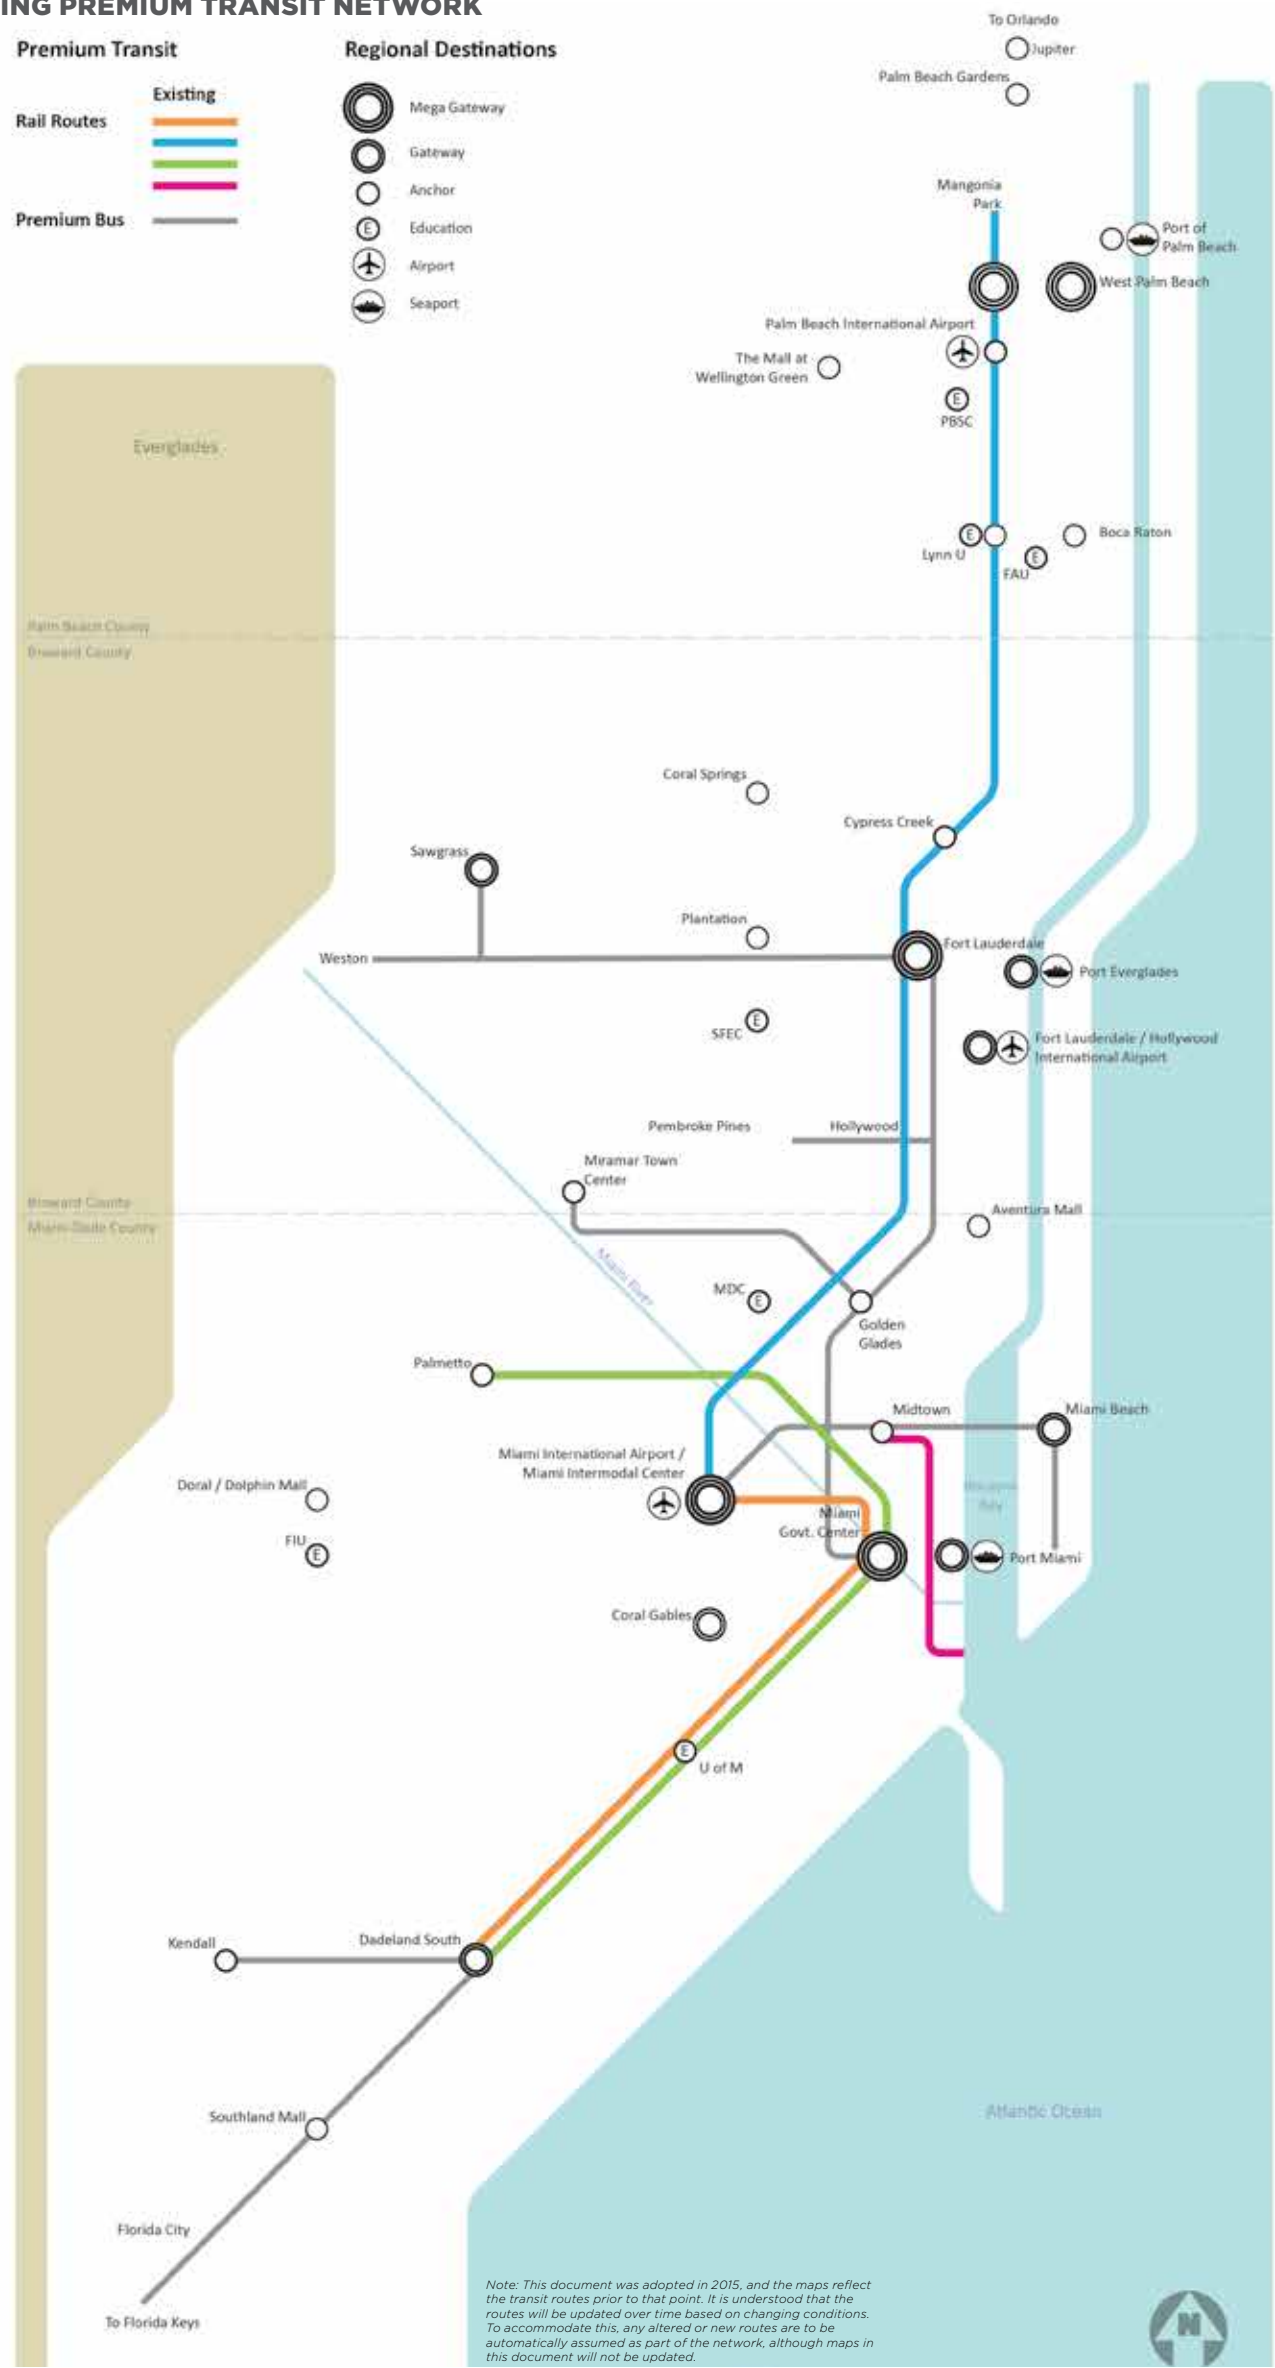 ING PREMIUM TRANSIT NETWORK
Premium Transit
Existing
Rail Routes
Premium Bus
Regional Destinations
Mega Gateway
Gateway
Anchor
E
Education
Airport
Seaport
To Orlando
Jupiter
Palm Beach Gardens
Mangonia
Park
Port of
Palm Beach
West Palm Beach
Palm Beach International Airport
The Mall at
Wellington Green
E
PBSC
Everglades
E
Lynn U
Boca Raton
E
FAU
Palm Beach County
Broward County
Coral Springs
Cypress Creek
Sawgrass
Plantation
Fort Lauderdale
Weston
Port Everglades
SFEC
E
Fort Lauderdale / Hollywood
International Airport
Pembroke Pines
Hollywood
Miramar Town
Center
Broward County
Miami-Dade County
Aventura Mall
Miami River
MDC
E
Golden
Glades
Palmetto
Midtown
Miami Beach
Miami International Airport /
Miami Intermodal Center
Doral / Dolphin Mall
Biscayne
Bay
Miami
Govt. Center
FIU
E
Port Miami
Coral Gables
E
U of M
Kendall
Dadeland South
Southland Mall
Atlantic Ocean
Florida City
To Florida Keys
Note: This document was adopted in 2015, and the maps reflect
the transit routes prior to that point. It is understood that the
routes will be updated over time based on changing conditions.
To accommodate this, any altered or new routes are to be
automatically assumed as part of the network, although maps in
this document will not be updated.
N